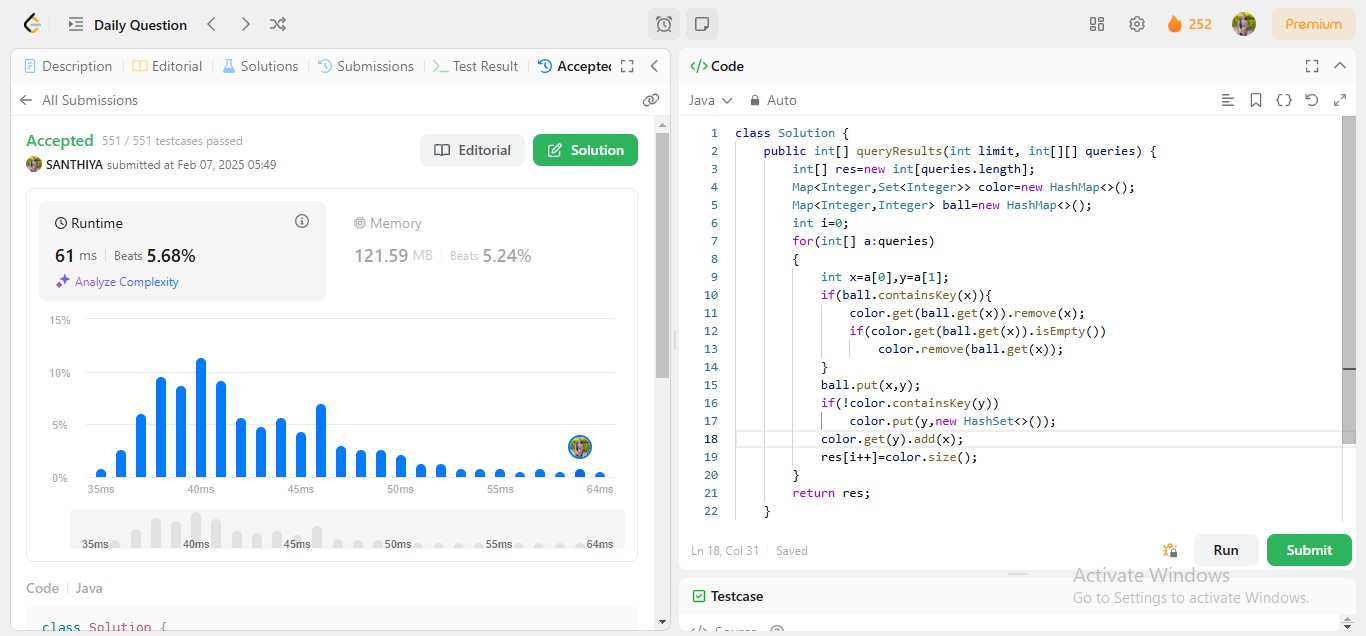 Daily Question
252
Premium
Description
Editorial
Solutions
Submissions
Test Result
Accepted
All Submissions
Accepted 551 / 551 testcases passed
SANTHIYA submitted at Feb 07, 2025 05:49
Editorial
Solution
Runtime
61 ms Beats 5.68%
Analyze Complexity
Memory
121.59 MB Beats 5.24%
15%
10%
5%
0%
35ms 40ms 45ms 50ms 55ms 64ms
35ms 40ms 45ms 50ms 55ms 64ms
Code Java
class Solution {
</> Code
Java Auto
1 class Solution {
2 public int[] queryResults(int limit, int[][] queries) {
3 int[] res=new int[queries.length];
4 Map<Integer,Set<Integer>> color=new HashMap<>();
5 Map<Integer,Integer> ball=new HashMap<>();
6 int i=0;
7 for(int[] a:queries)
8 {
9 int x=a[0],y=a[1];
10 if(ball.containsKey(x)){
11 color.get(ball.get(x)).remove(x);
12 if(color.get(ball.get(x)).isEmpty())
13 color.remove(ball.get(x));
14 }
15 ball.put(x,y);
16 if(!color.containsKey(y))
17 color.put(y,new HashSet<>());
18 color.get(y).add(x);
19 res[i++]=color.size();
20 }
21 return res;
22 }
Ln 18, Col 31 Saved
Run
Submit
Activate Windows
Go to Settings to activate Windows.
Testcase
</> Source